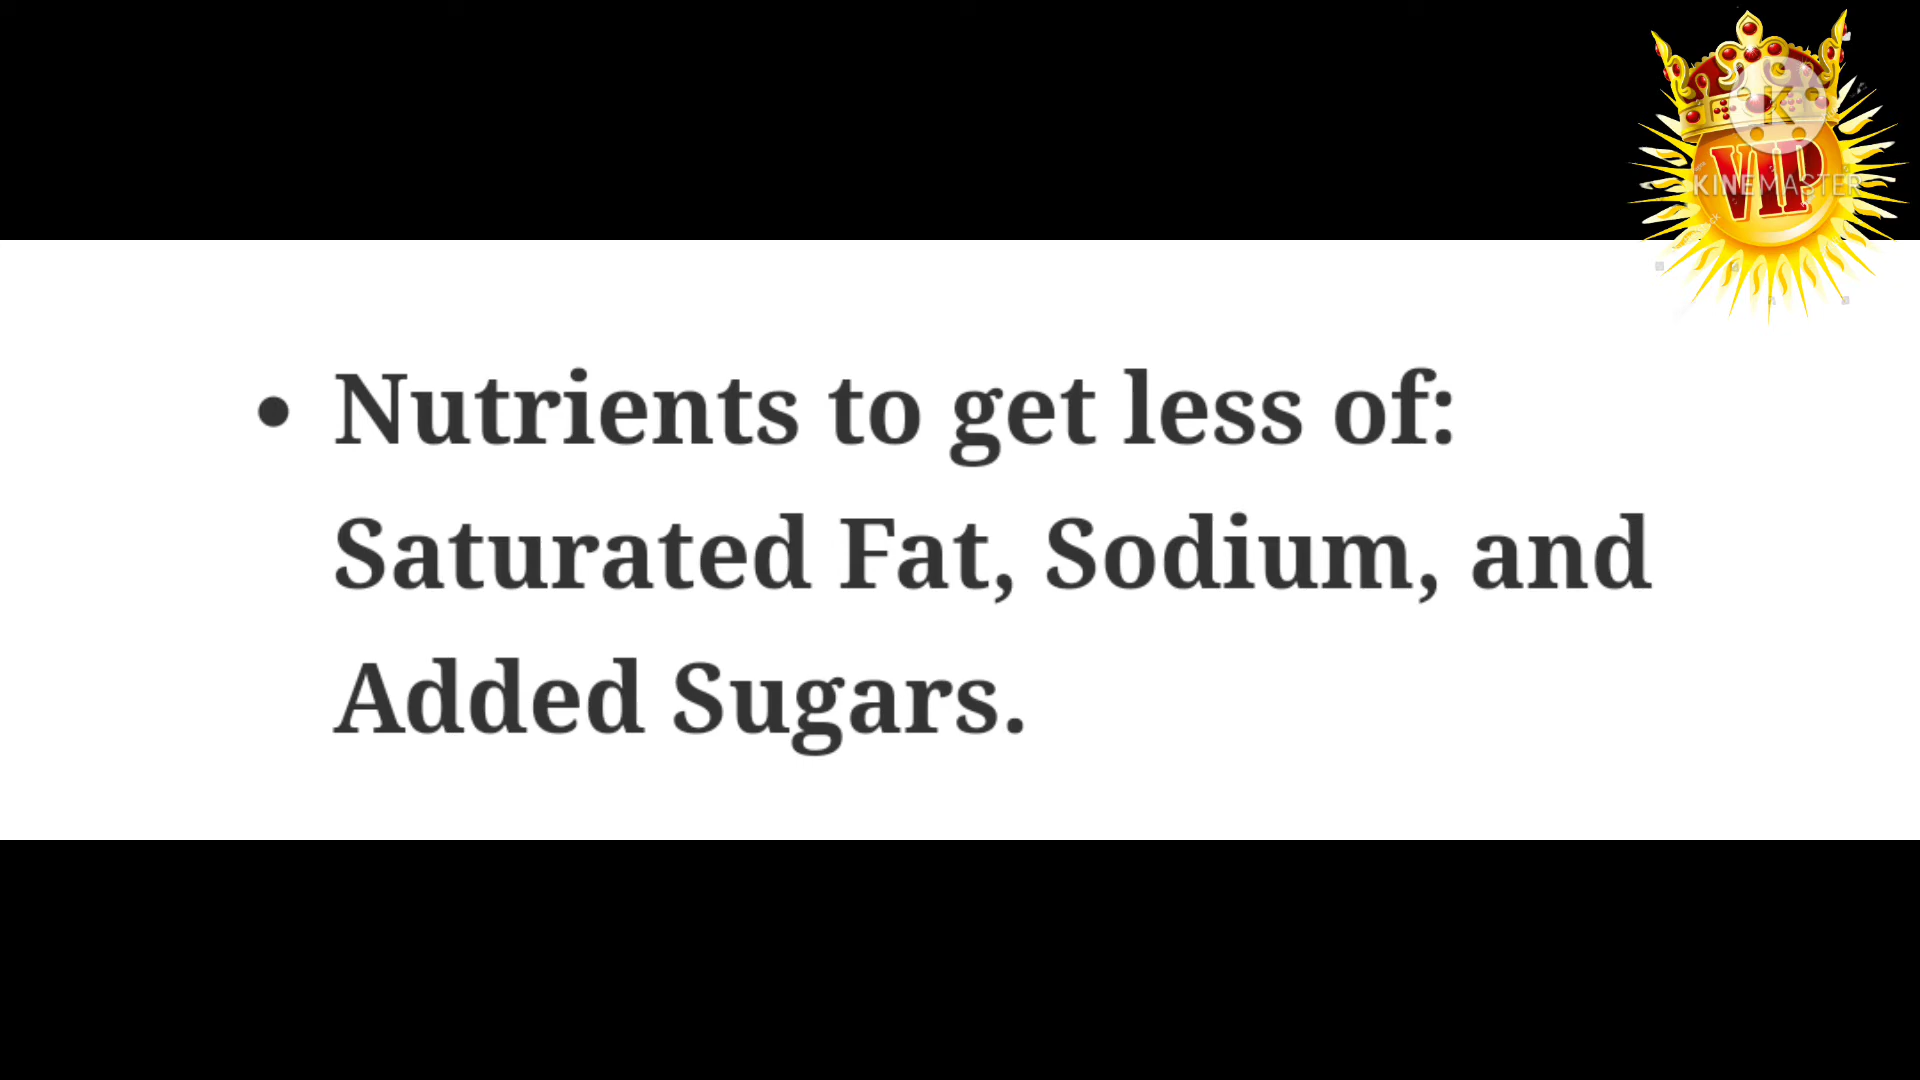 K
VIP
KINEMASTER
• Nutrients to get less of:
Saturated Fat, Sodium, and
Added Sugars.